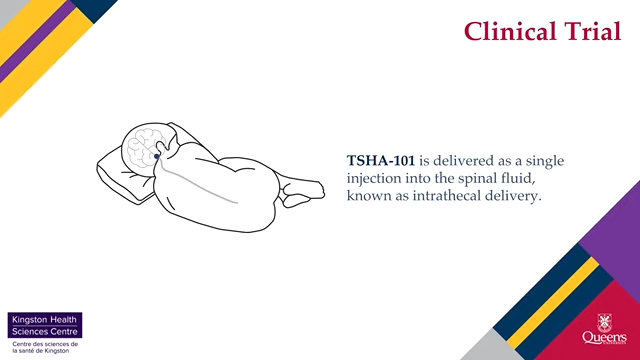 Clinical Trial
TSHA-101 is delivered as a single
injection into the spinal fluid,
known as intrathecal delivery.
Kingston Health
Sciences Centre
Centre des sciences de
la santé de Kingston
Queen's
UNIVERSITY